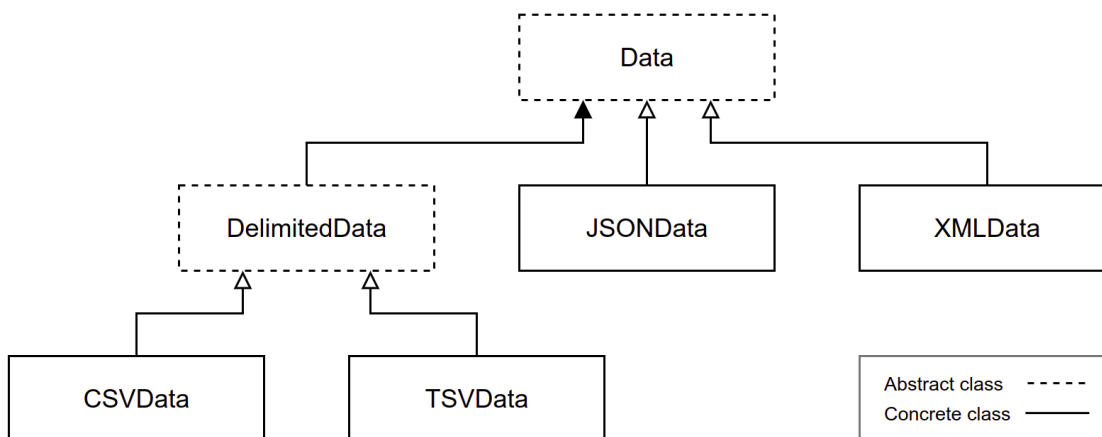 Data
DelimitedData
JSONData
XMLData
CSVData
TSVData
Abstract class
Concrete class